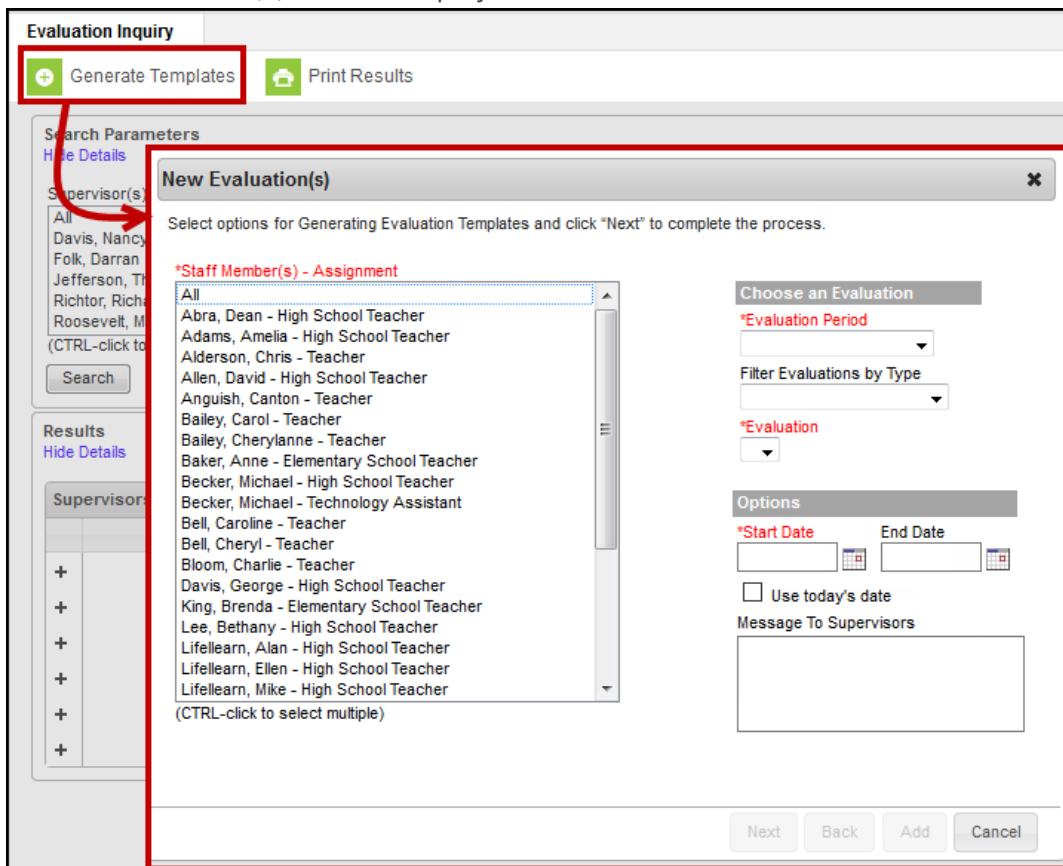 Evaluation Inquiry
Generate Templates Print Results
Search Parameters
Hide Details
Supervisor(s)
All
Davis, Nancy
Folk, Darran
Jefferson,
Richtor,
Roosevelt,
(CTRL-click to
Search
Results
Hide Details
Supervisors
New Evaluation(s)
Select options for Generating Evaluation Templates and click “Next” to complete the process.
*Staff Member(s) - Assignment
All
Abra, Dean - High School Teacher
Adams, Amelia - High School Teacher
Alderson, Chris - Teacher
Allen, David - High School Teacher
Anguish, Canton - Teacher
Bailey, Carol - Teacher
Bailey, Cherylanne - Teacher
Baker, Anne - Elementary School Teacher
Becker, Michael - High School Teacher
Becker, Michael - Technology Assistant
Bell, Caroline - Teacher
Bell, Cheryl - Teacher
Bloom, Charlie - Teacher
Davis, George - High School Teacher
King, Brenda - Elementary School Teacher
Lee, Bethany - High School Teacher
Lifellearn, Alan - High School Teacher
Lifellearn, Ellen - High School Teacher
Lifellearn, Mike - High School Teacher
(CTRL-click to select multiple)
Choose an Evaluation
*Evaluation Period
Filter Evaluations by Type
*Evaluation
Options
*Start Date End Date
Use today's date
Message To Supervisors
Next Back Add Cancel